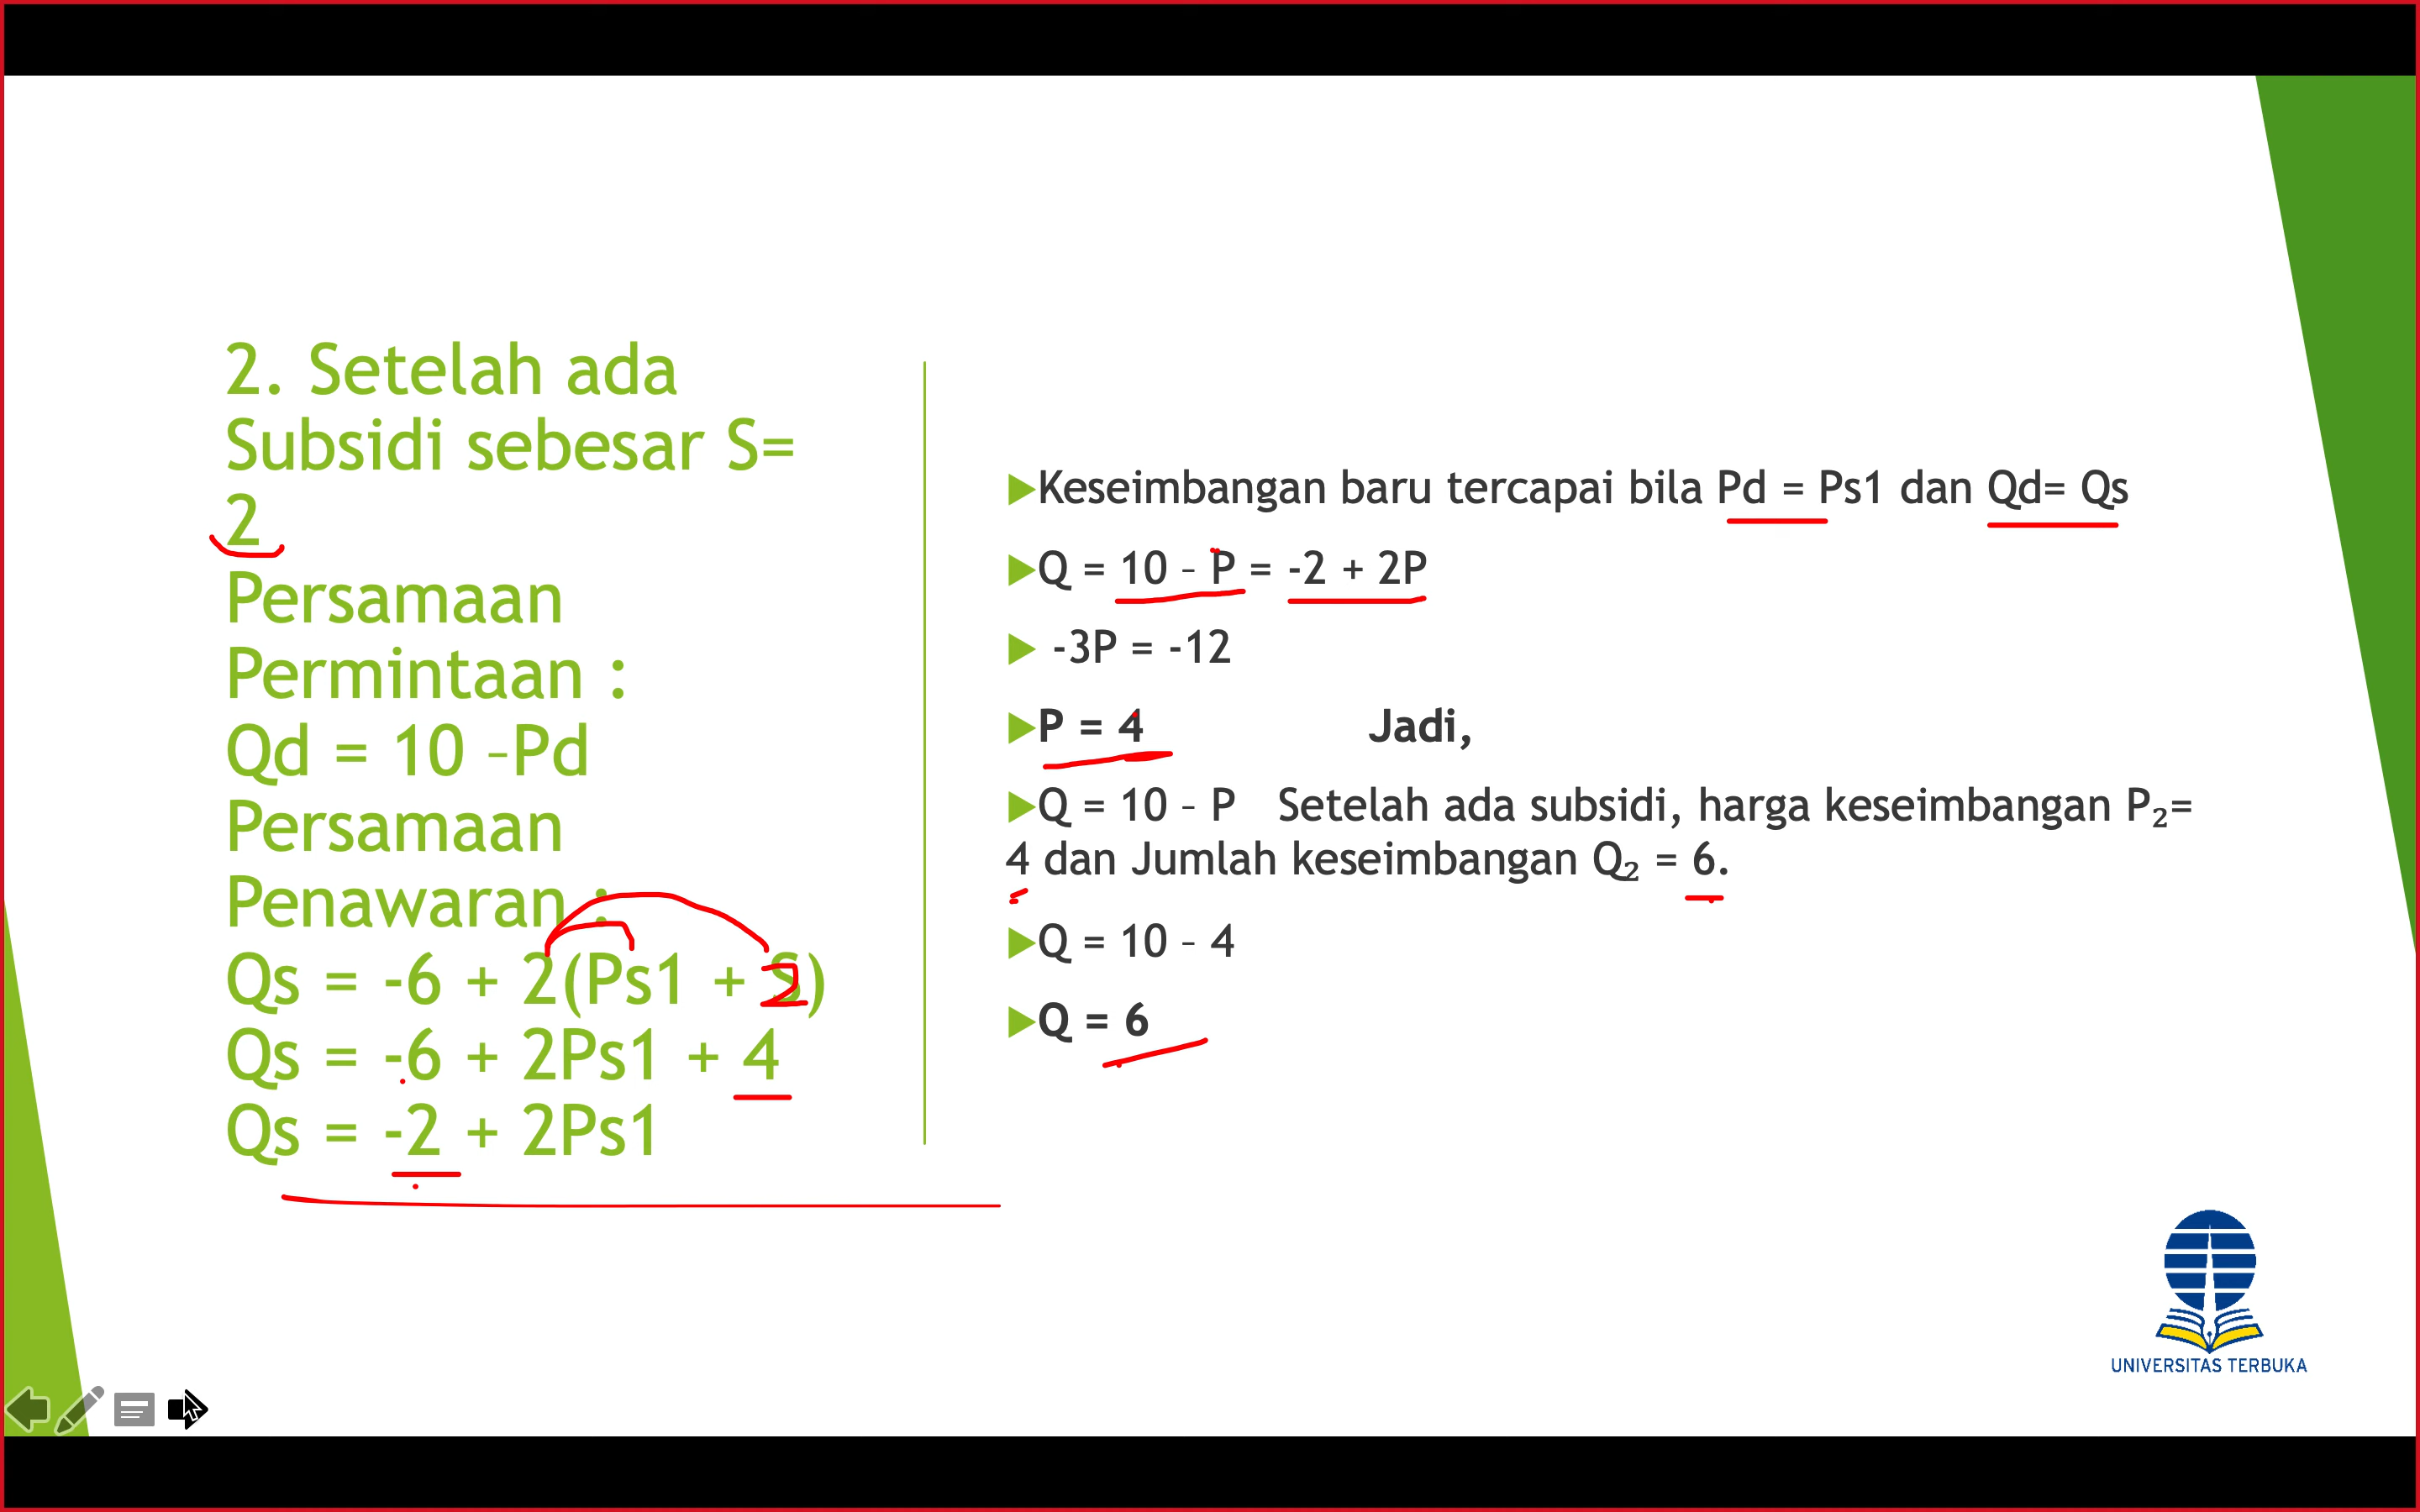 2. Setelah ada
Subsidi sebesar S=
2
Persamaan
Permintaan :
Qd = 10 –Pd
Persamaan
Penawaran :
Qs = -6 + 2(Ps1 + S)
Qs = -6 + 2Ps1 + 4
Qs = -2 + 2Ps1
Keseimbangan baru tercapai bila Pd = Ps1 dan Qd= Qs
Q = 10 – P = -2 + 2P
-3P = -12
P = 4 Jadi,
Q = 10 – P Setelah ada subsidi, harga keseimbangan P₂=
4 dan Jumlah keseimbangan Q₂ = 6.
Q = 10 – 4
Q = 6
UNIVERSITAS TERBUKA